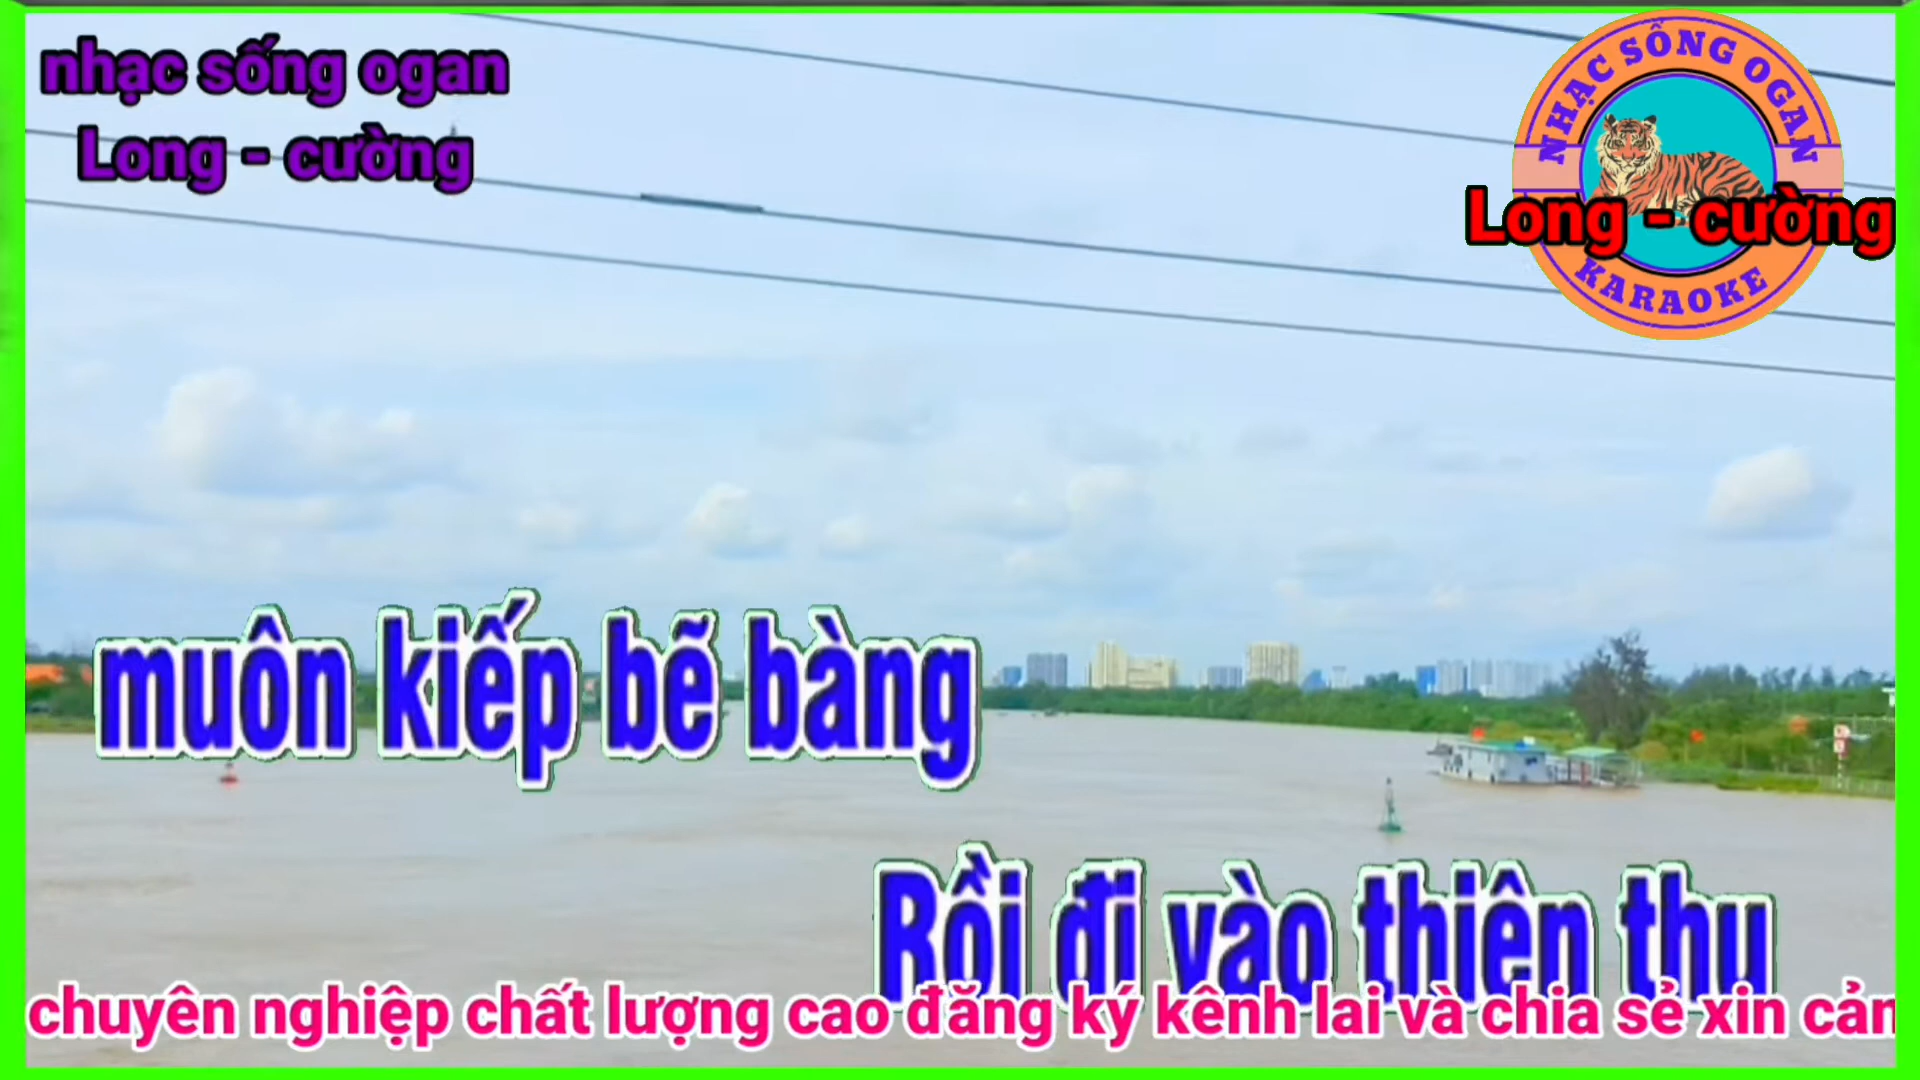 nhạc sống ogan
Long - cường
NHẠC SỐNG OGAN
Long - cường
KARAOKE
muôn kiếp bẽ bàng
Rồi đi vào thiên thu
chuyên nghiệp chất lượng cao đăng ký kênh lai và chia sẻ xin cản